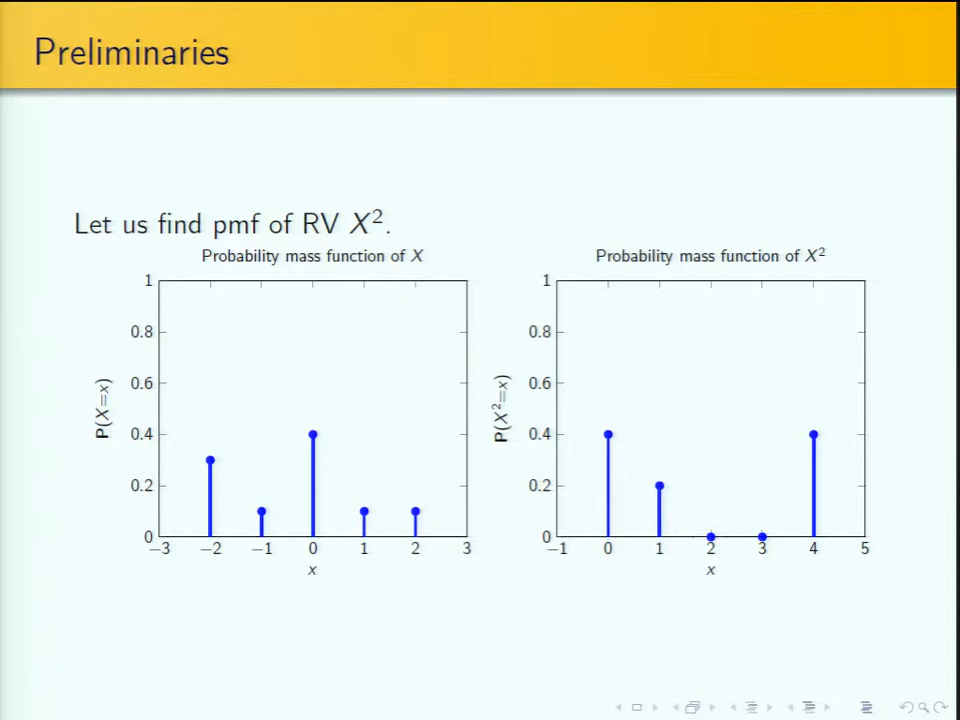 Preliminaries
Let us find pmf of RV X².
Probability mass function of X
1
0.8
0.6
0.4
0.2
0
P(X=x)
−3 −2 −1 0 1 2 3
x
Probability mass function of X²
1
0.8
0.6
0.4
0.2
0
P(X²=x)
−1 0 1 2 3 4 5
x